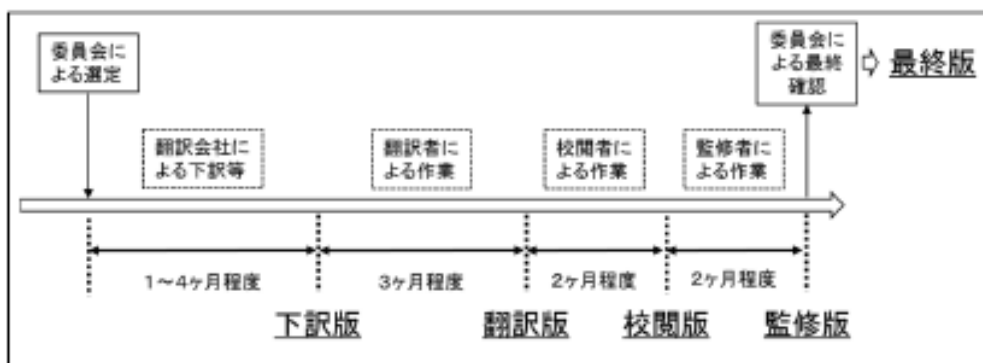 委員会に
よる選定
委員会に
よる最終
確認
最終版
翻訳会社に
よる下訳等
翻訳者に
よる作業
校閲者に
よる作業
監修者に
よる作業
1～4ヶ月程度
3ヶ月程度
2ヶ月程度
2ヶ月程度
下訳版
翻訳版
校閲版
監修版